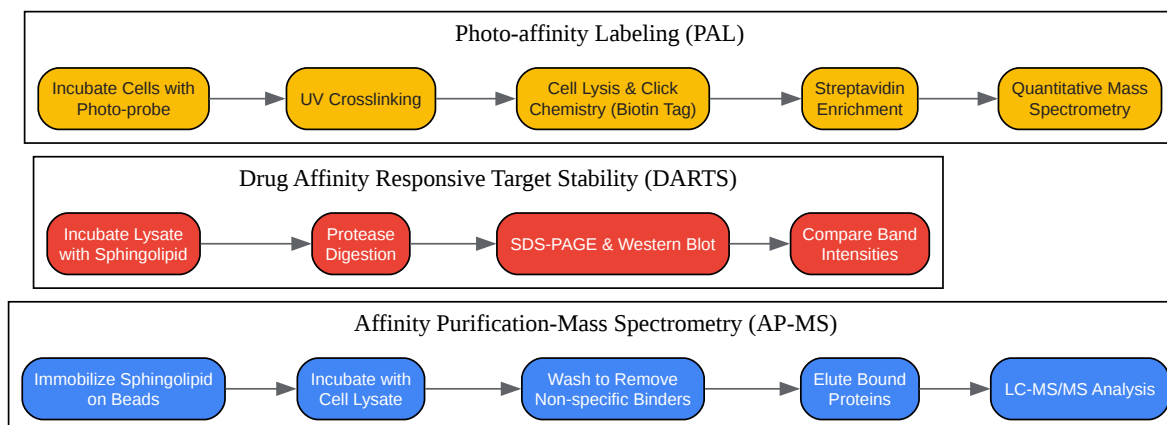 Photo-affinity Labeling (PAL)
Incubate Cells with
Photo-probe
UV Crosslinking
Cell Lysis & Click
Chemistry (Biotin Tag)
Streptavidin
Enrichment
Quantitative Mass
Spectrometry
Drug Affinity Responsive Target Stability (DARTS)
Incubate Lysate
with Sphingolipid
Protease
Digestion
SDS-PAGE & Western Blot
Compare Band
Intensities
Affinity Purification-Mass Spectrometry (AP-MS)
Immobilize Sphingolipid
on Beads
Incubate with
Cell Lysate
Wash to Remove
Non-specific Binders
Elute Bound
Proteins
LC-MS/MS Analysis